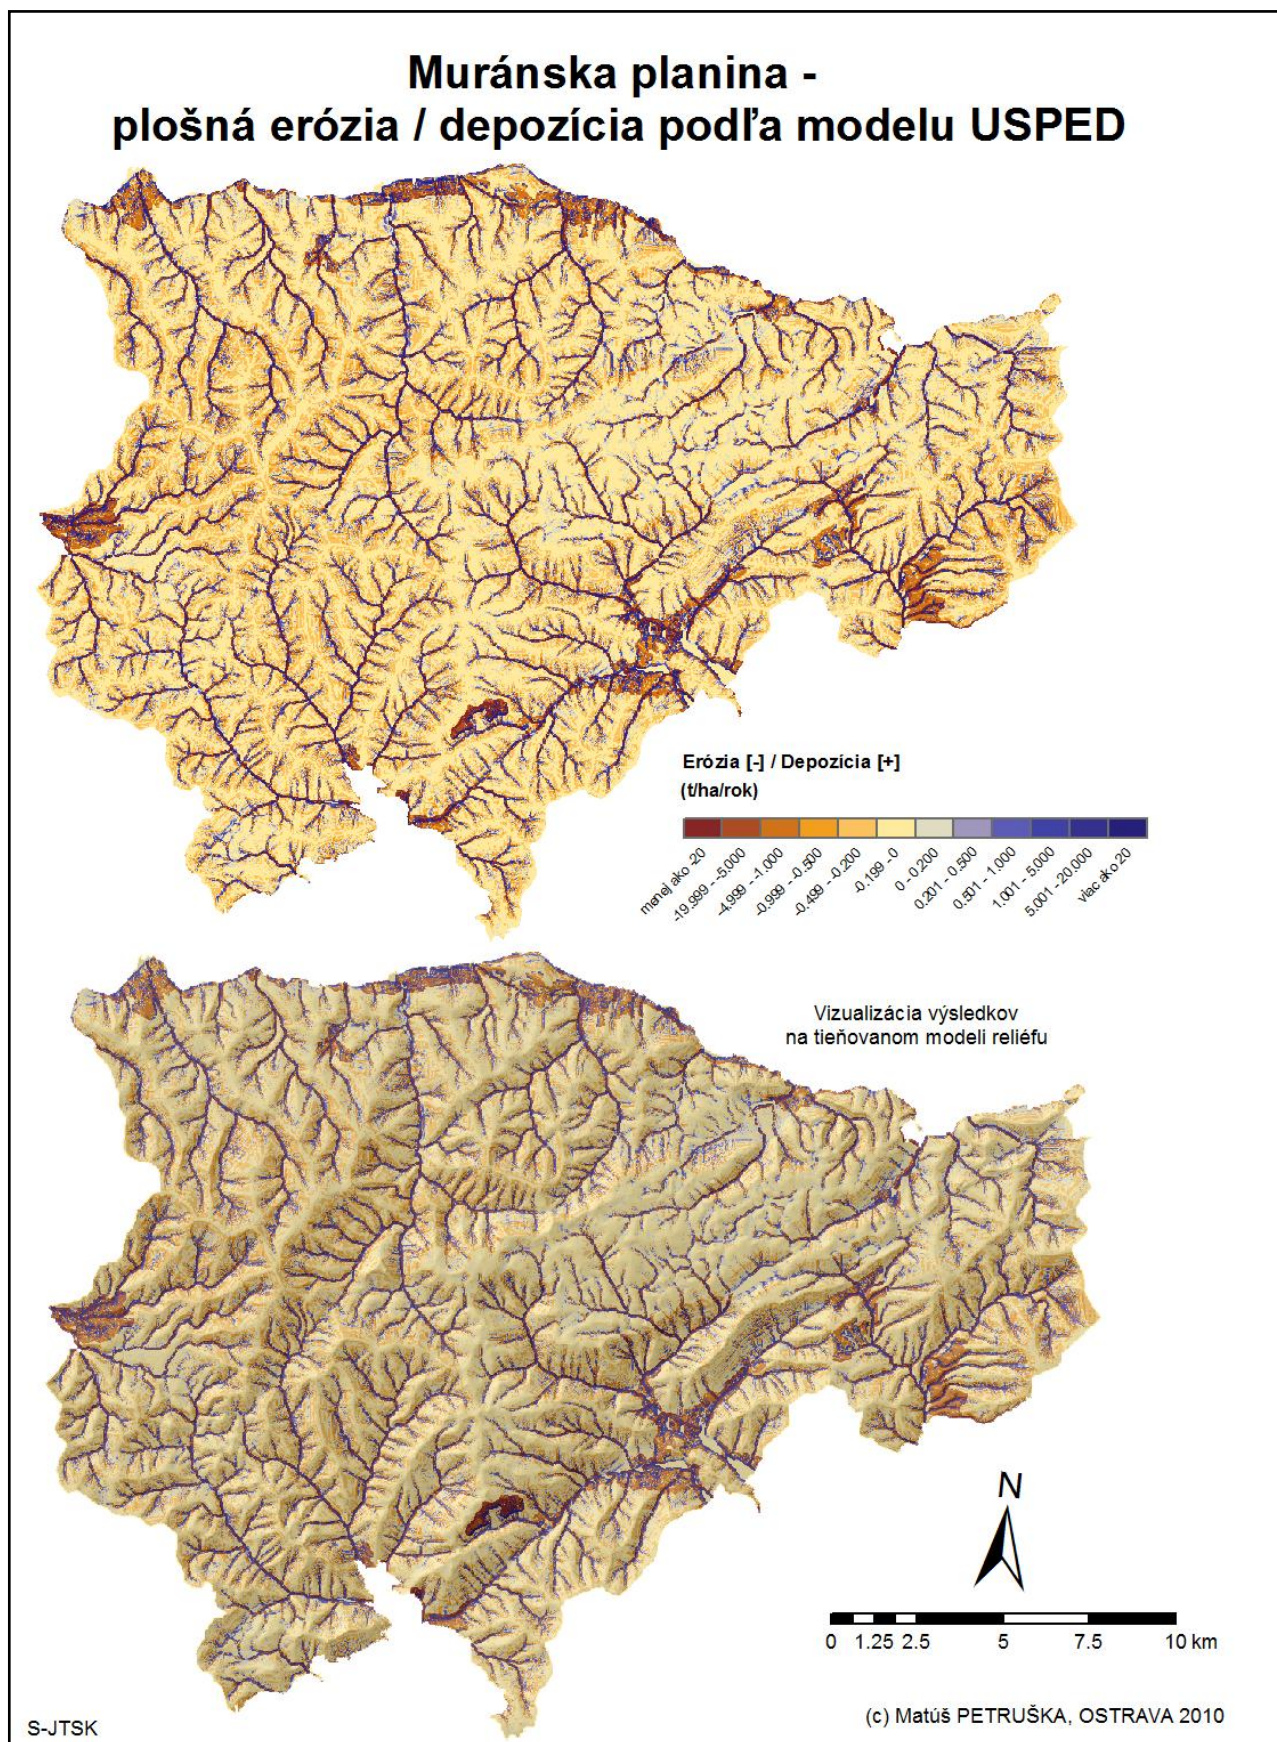 Muránska planina -
plošná erózia / depozícia podľa modelu USPED
Erózia [-] / Depozícia [+]
(t/ha/rok)
menej ako -20
-19.999 - -5.000
-4.999 - -1.000
-0.999 - -0.500
-0.499 - -0.200
-0.199 - 0
0 - 0.200
0.201 - 0.500
0.501 - 1.000
1.001 - 5.000
5.001 - 20.000
viac ako 20
Vizualizácia výsledkov
na tieňovanom modeli reliéfu
N
0 1.25 2.5 5 7.5 10 km
S-JTSK
(c) Matúš PETRUŠKA, OSTRAVA 2010